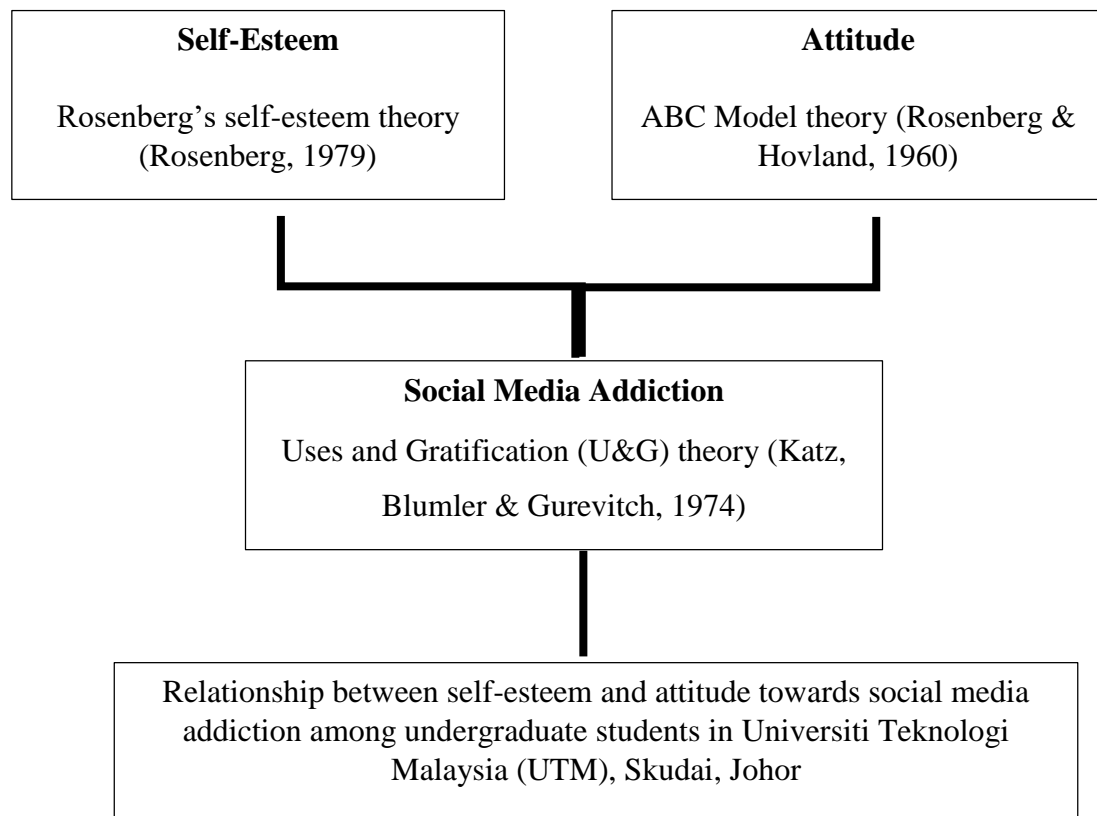 Self-Esteem
Rosenberg’s self-esteem theory
(Rosenberg, 1979)
Attitude
ABC Model theory (Rosenberg &
Hovland, 1960)
Social Media Addiction
Uses and Gratification (U&G) theory (Katz,
Blumler & Gurevitch, 1974)
Relationship between self-esteem and attitude towards social media
addiction among undergraduate students in Universiti Teknologi
Malaysia (UTM), Skudai, Johor